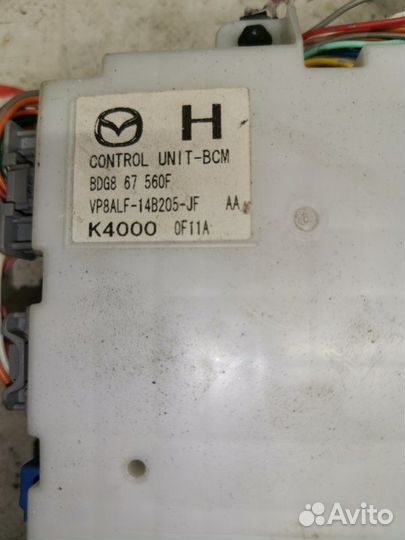 H
CONTROL UNIT-BCM
BDG8 67 560F
VP8ALF-14B205-JF AA
K4000 0F11A
Avito